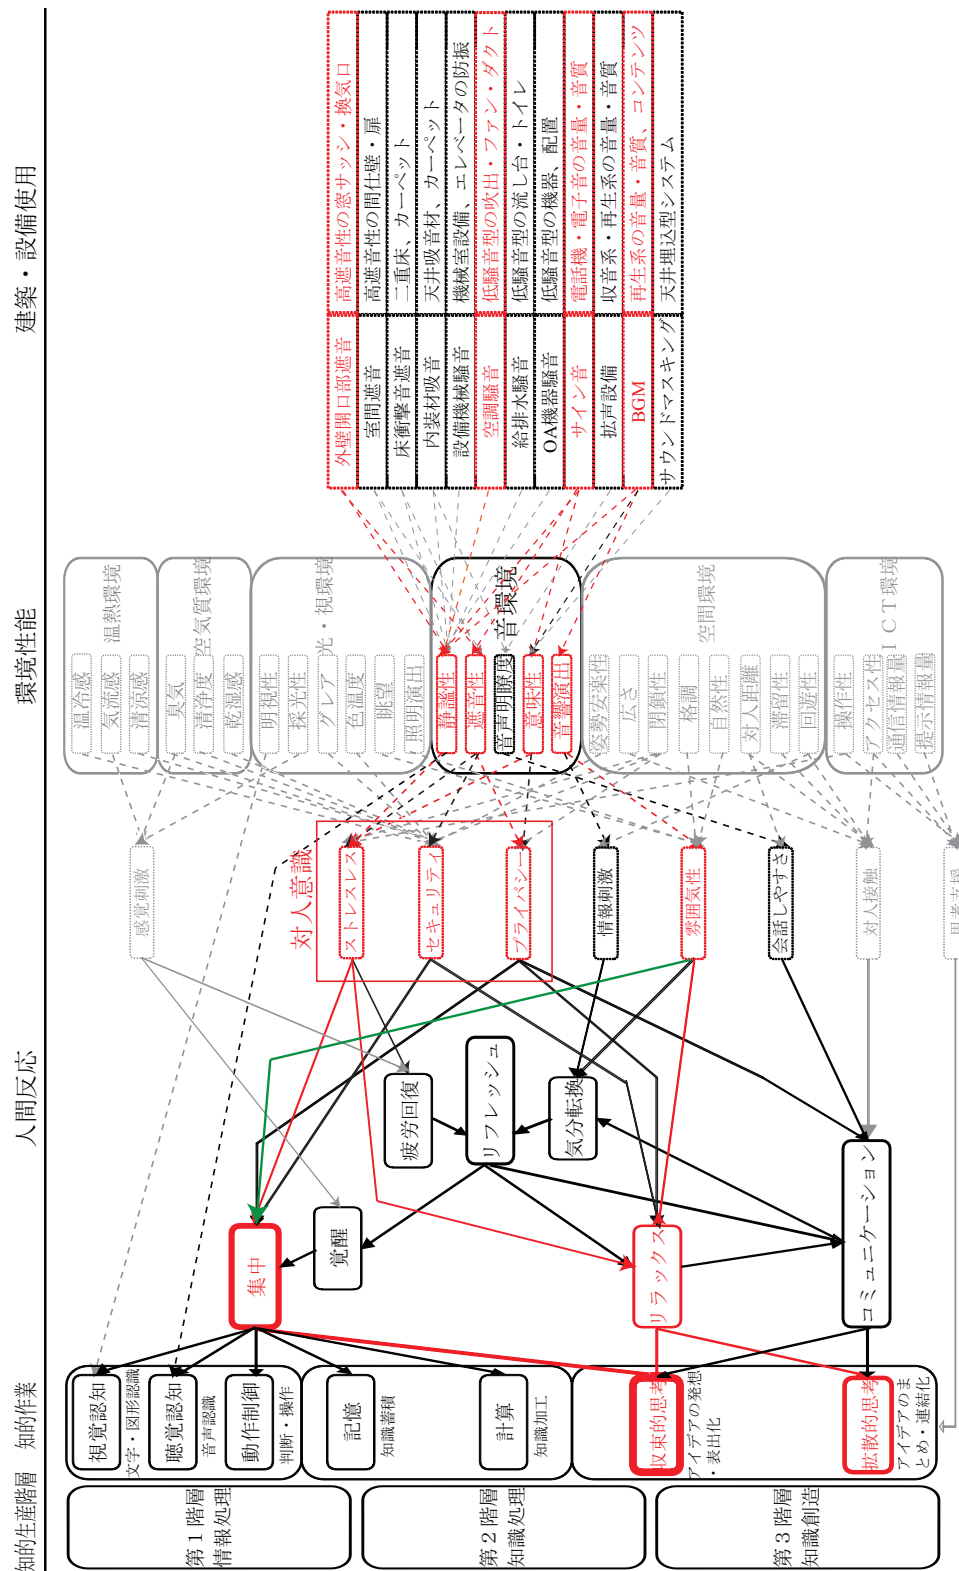 知的生産階層
知的作業
人間反応
環境性能
建築・設備使用
第1階層
情報処理
第2階層
知識処理
第3階層
知識創造
視覚認知
文字・図形認識
聴覚認知
音声認識
動作制御
判断・操作
記憶
知識蓄積
計算
知識加工
収束的思考
アイデアの発想
・表出化
拡散的思考
アイデアのま
とめ・連結化
集中
覚醒
疲労回復
リフレッシュ
気分転換
リラックス
コミュニケーション
感覚刺激
対人意識
ストレスレス
セキュリティ
プライバシー
情報刺激
雰囲気性
会話しやすさ
対人接触
思考支援
温熱環境
温冷感
気流感
清涼感
空気質環境
臭気
清浄度
乾湿感
光・視環境
明視性
採光性
グレア
色温度
眺望
照明演出
音環境
静謐性
遮音性
音声明瞭度
意味性
音響演出
空間環境
姿勢安楽性
広さ
閉鎖性
格調
自然性
対人距離
滞留性
回遊性
ICT環境
操作性
アクセス性
通信情報量
提示情報量
外壁開口部遮音
高遮音性の窓サッシ・換気口
室間遮音
高遮音性の間仕壁・扉
床衝撃音遮音
二重床、カーペット
内装材吸音
天井吸音材、カーペット
設備機械騒音
機械室設備、エレベータの防振
空調騒音
低騒音型の吹出・ファン・ダクト
給排水騒音
低騒音型の流し台・トイレ
OA機器騒音
低騒音型の機器、配置
サイン音
電話機・電子音の音量・音質
拡声設備
収音系・再生系の音量・音質
BGM
再生系の音量・音質、コンテンツ
サウンドマスキング
天井埋込型システム